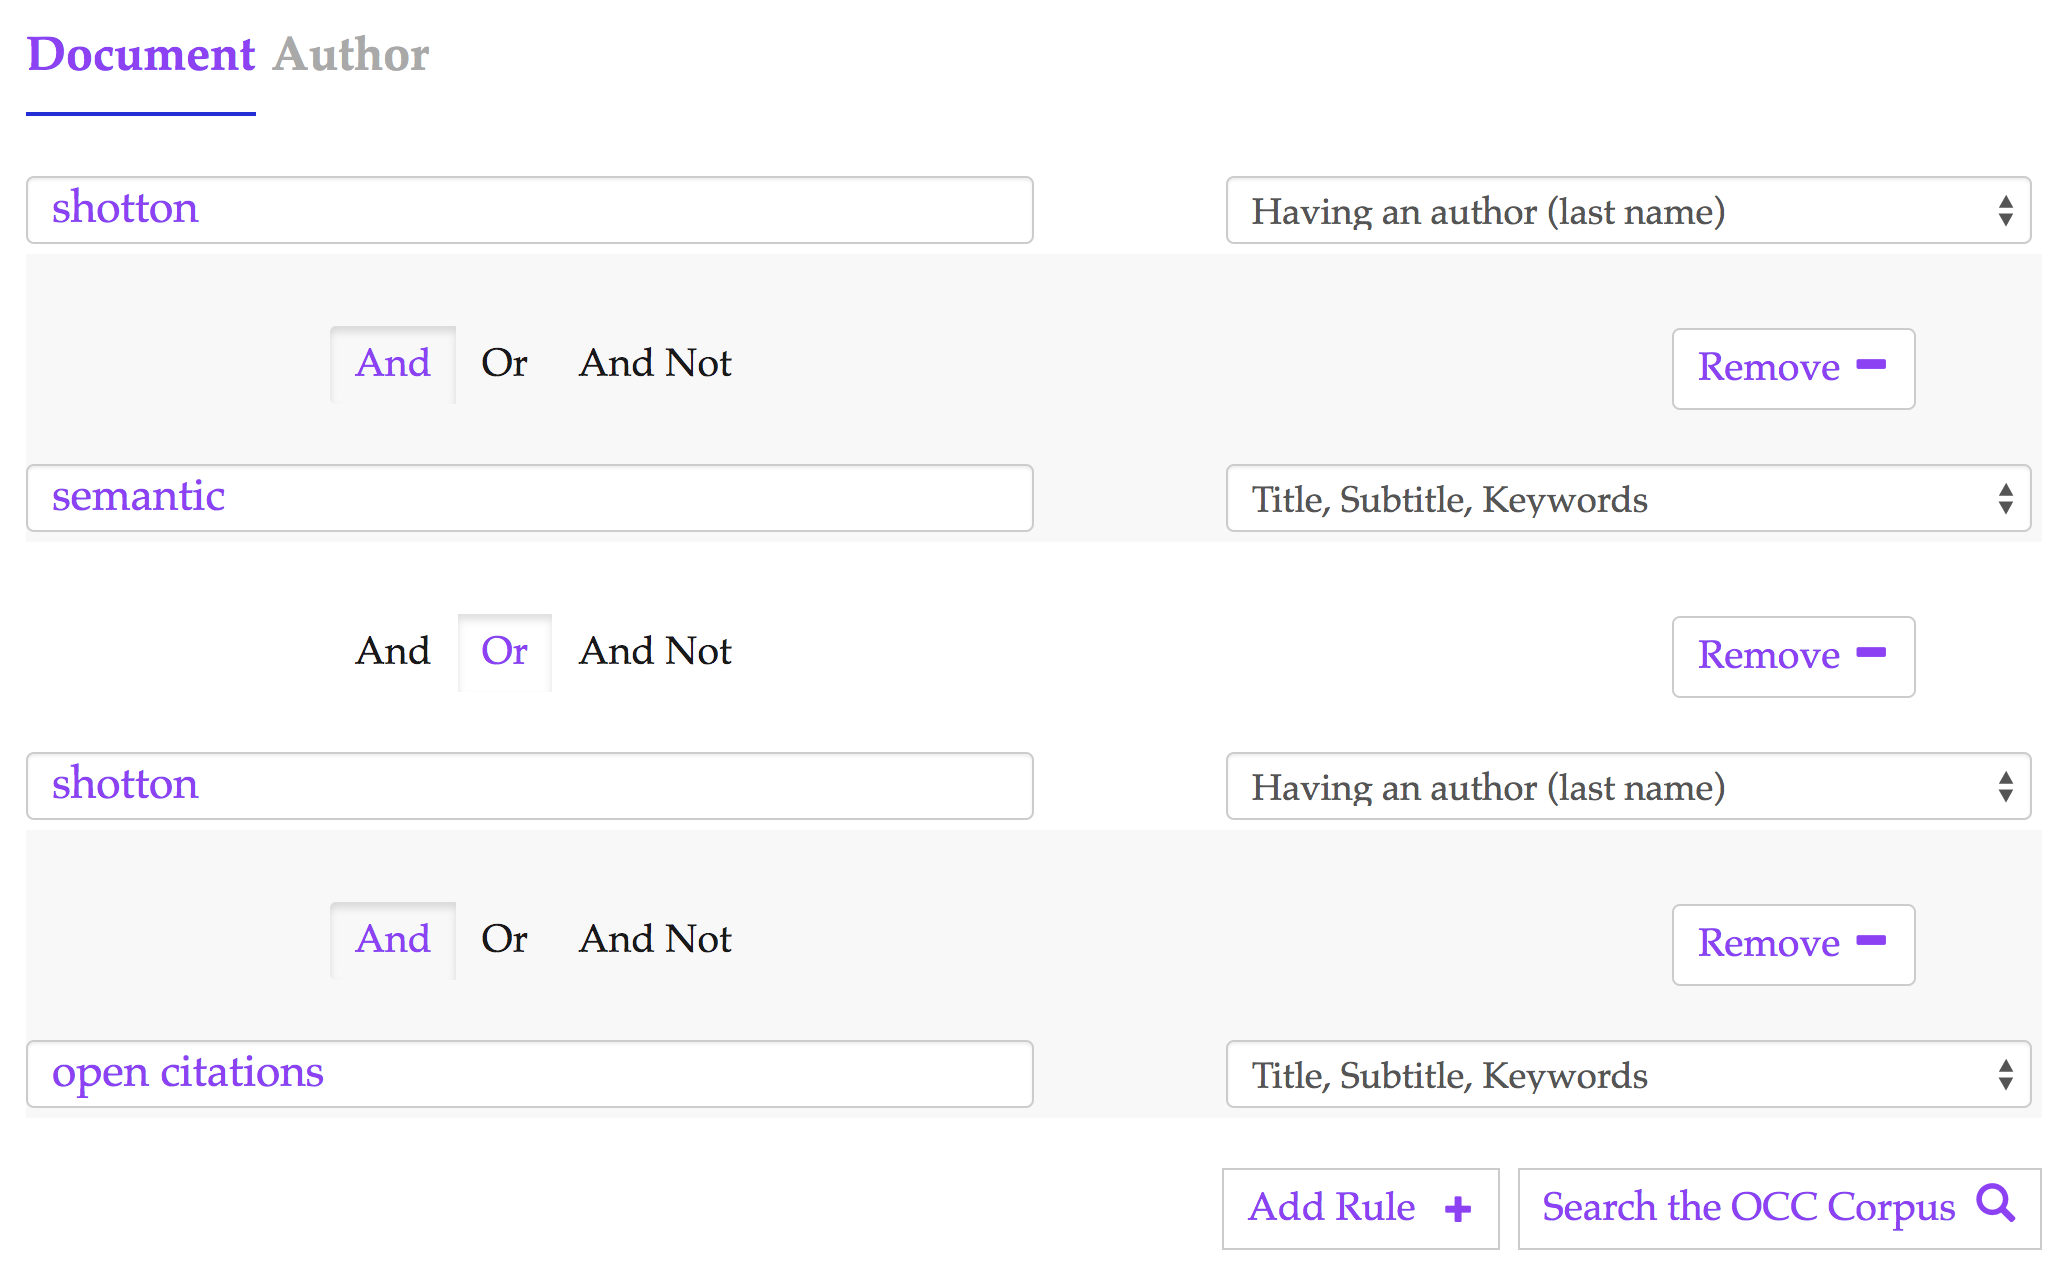 Document Author
shotton Having an author (last name)
And Or And Not Remove
semantic Title, Subtitle, Keywords
And Or And Not Remove
shotton Having an author (last name)
And Or And Not Remove
open citations Title, Subtitle, Keywords
Add Rule + Search the OCC Corpus